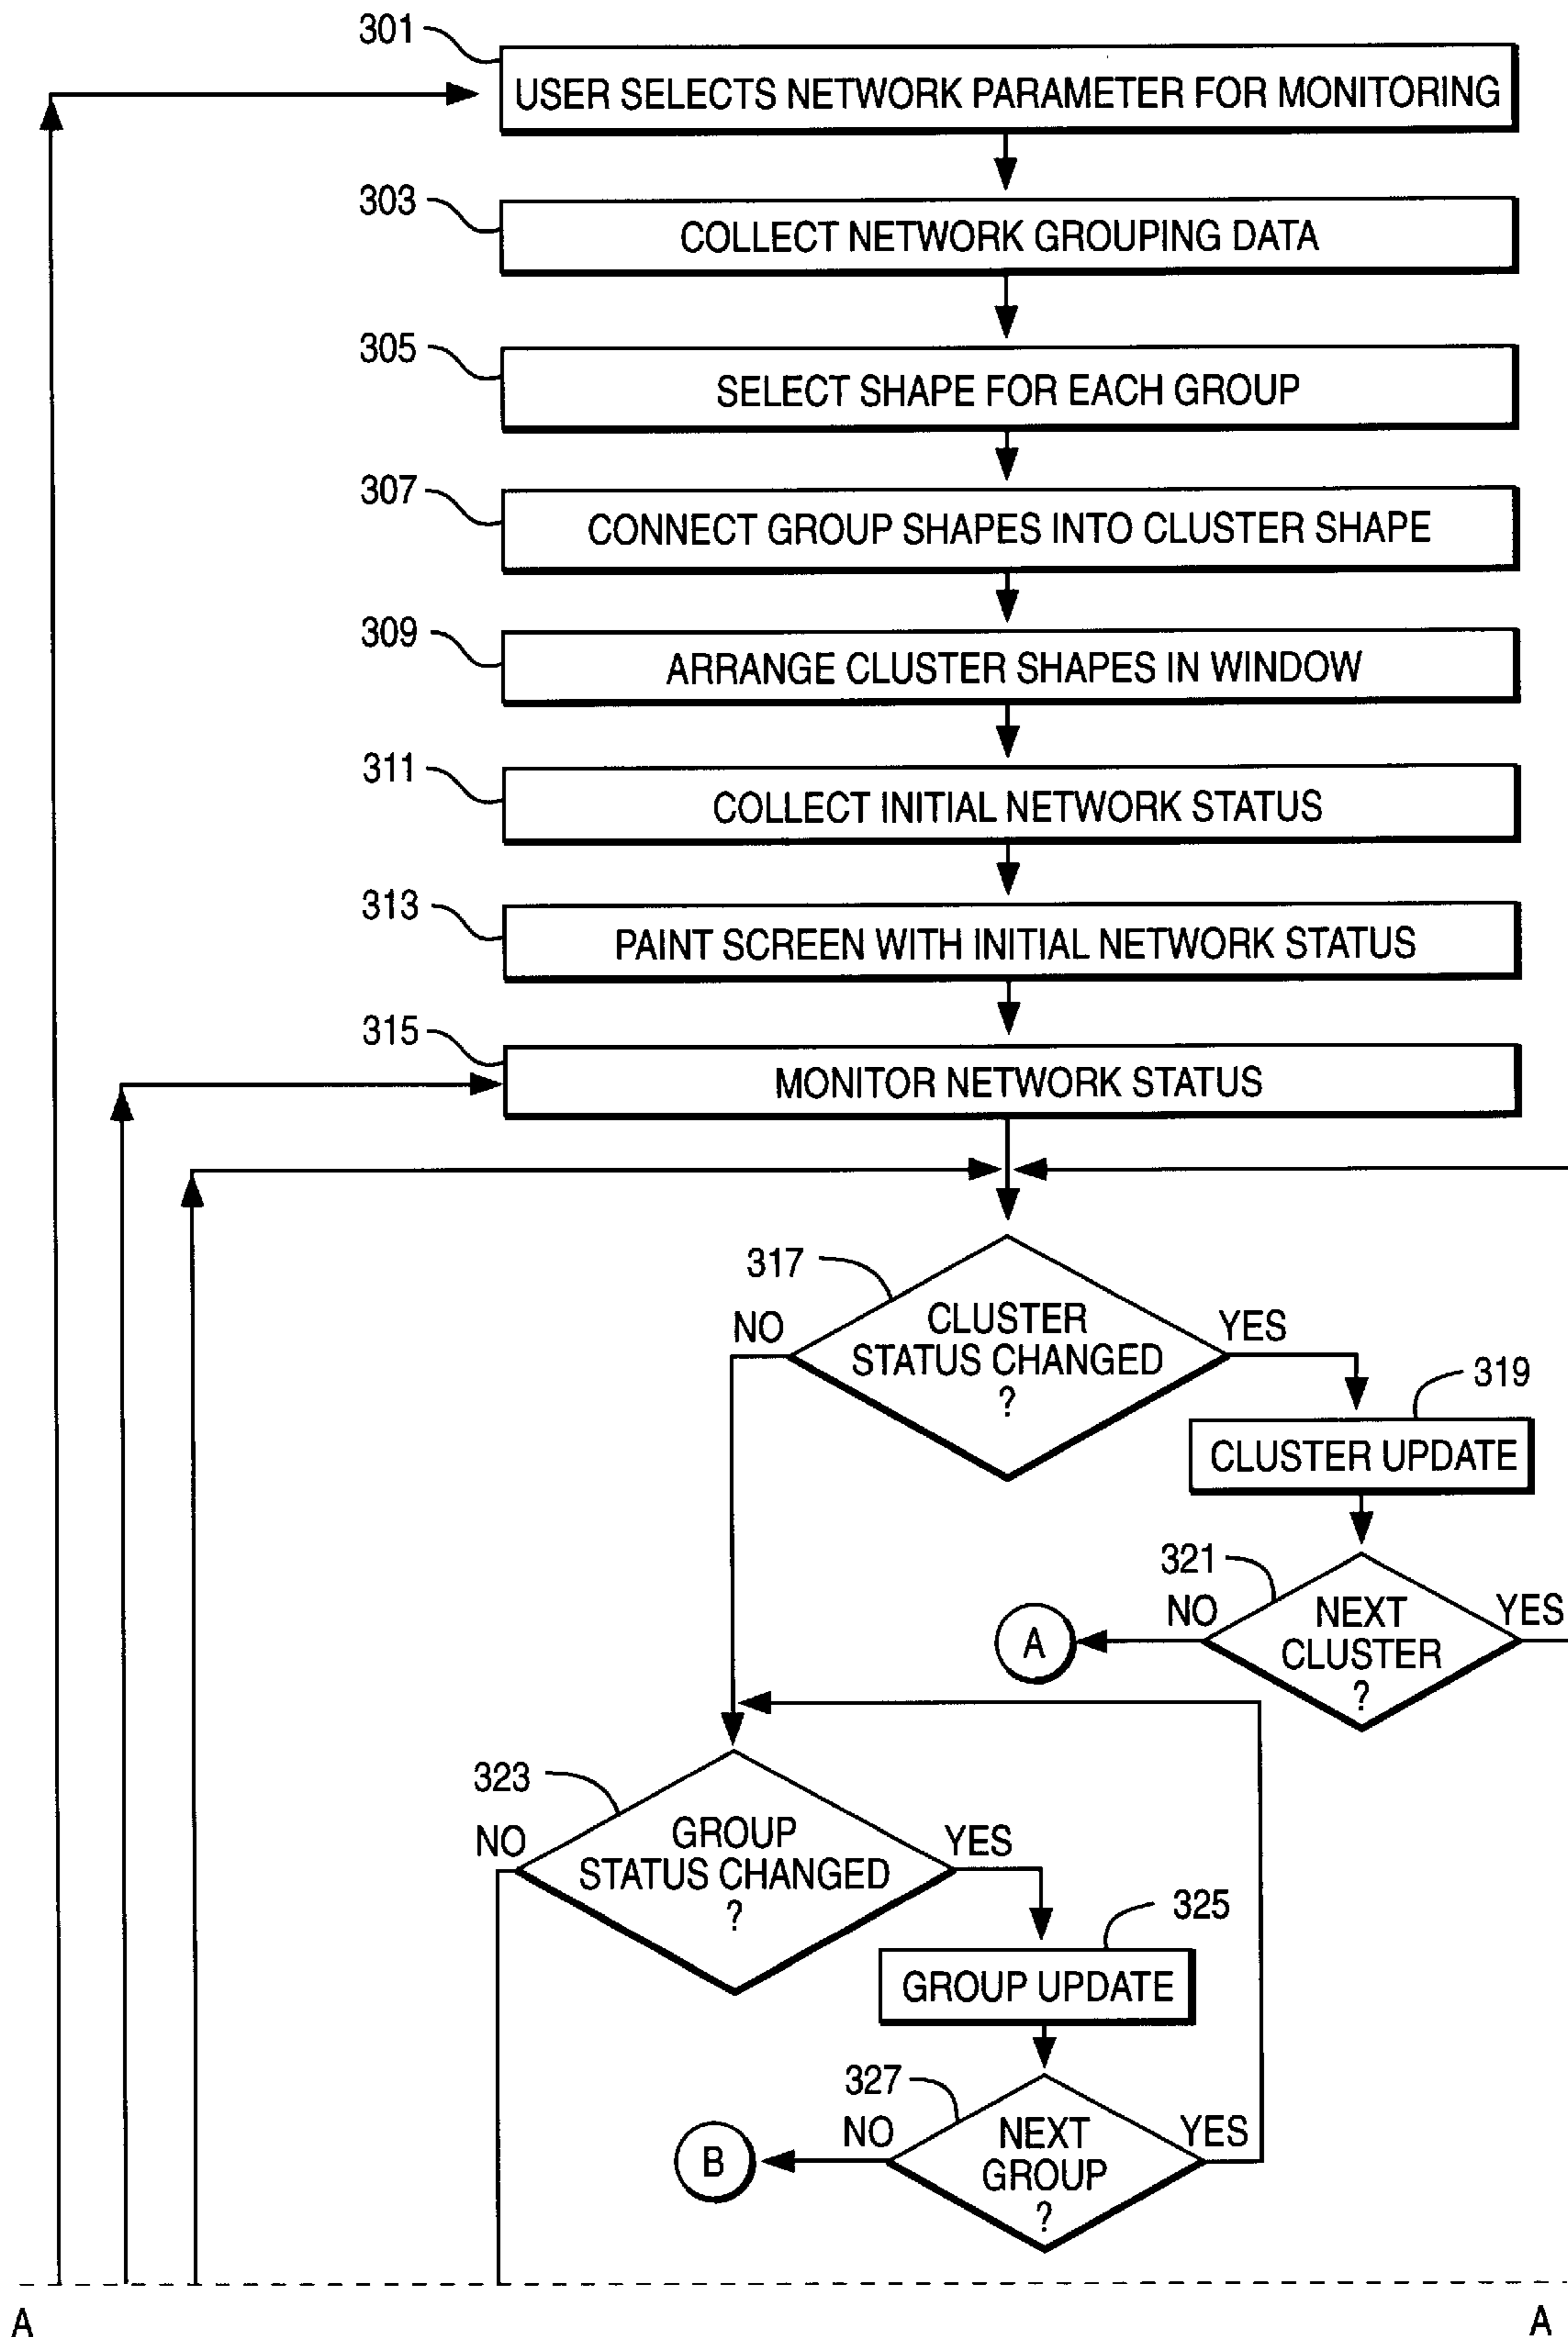 301
USER SELECTS NETWORK PARAMETER FOR MONITORING
303
COLLECT NETWORK GROUPING DATA
305
SELECT SHAPE FOR EACH GROUP
307
CONNECT GROUP SHAPES INTO CLUSTER SHAPE
309
ARRANGE CLUSTER SHAPES IN WINDOW
311
COLLECT INITIAL NETWORK STATUS
313
PAINT SCREEN WITH INITIAL NETWORK STATUS
315
MONITOR NETWORK STATUS
317
NO
CLUSTER
STATUS CHANGED
?
YES
319
CLUSTER UPDATE
321
NO
NEXT
CLUSTER
?
YES
A
323
NO
GROUP
STATUS CHANGED
?
YES
325
GROUP UPDATE
327
NO
NEXT
GROUP
?
YES
B
A
A